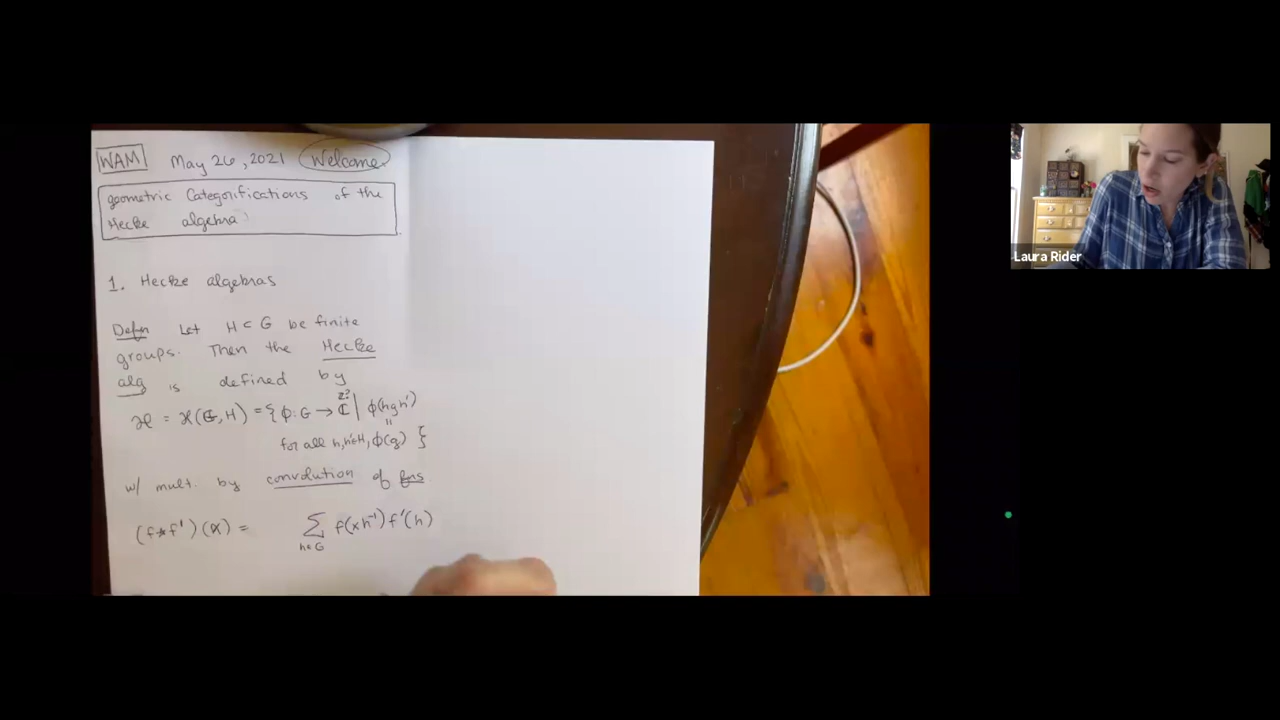 WAM May 26, 2021 Welcome
geometric Categorifications of the
Hecke algebra
1. Hecke algebras
Defn Let H ⊂ G be finite
groups. Then the Hecke
alg is defined by
ℤ?
ℋ = ℋ(G, H) = { φ: G → ℂ | φ(hgh')
"
for all h,h'∈H, φ(g) }
w/ mult. by convolution of fns
(f * f')(x) = ∑ f(xh⁻¹) f'(h)
h∈G
Laura Rider